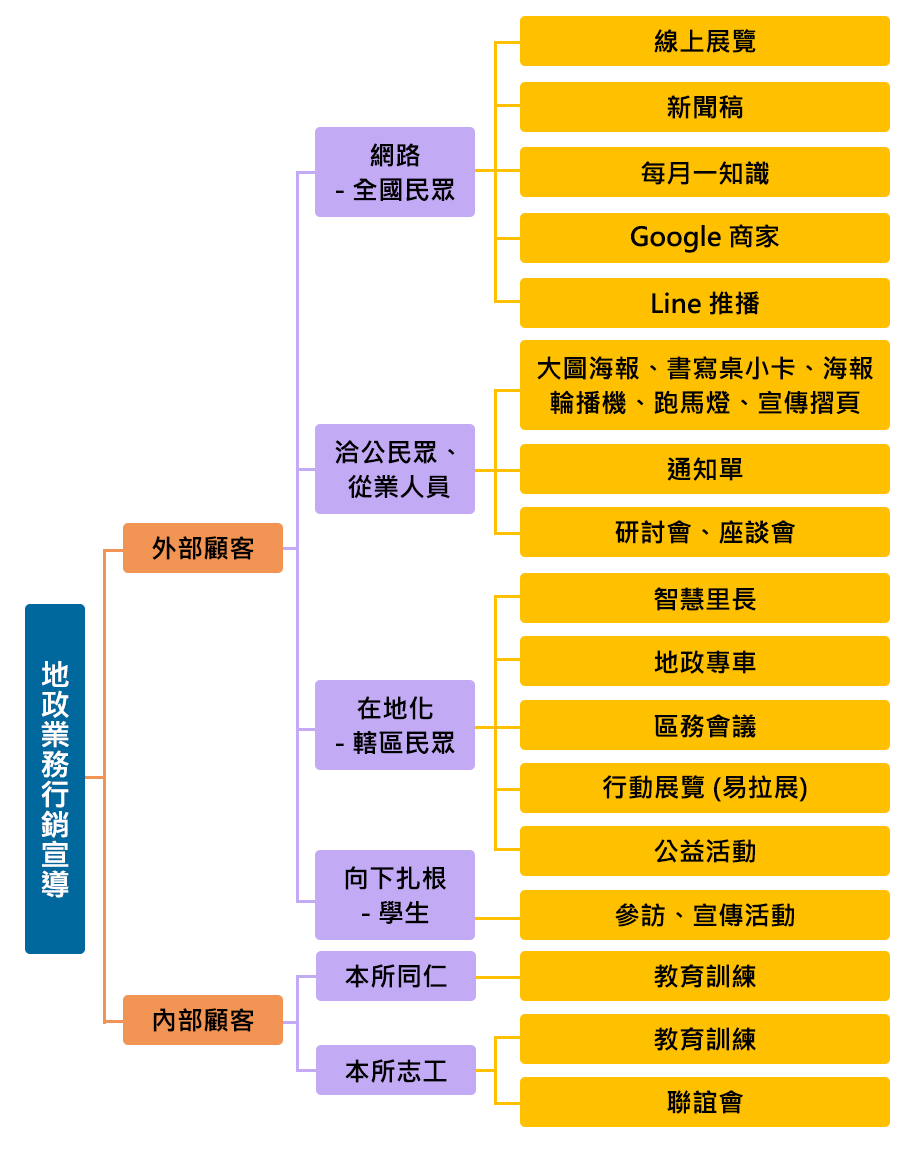 地政業務行銷宣導
外部顧客
網路
- 全國民眾
線上展覽
新聞稿
每月一知識
Google 商家
Line 推播
洽公民眾、
從業人員
大圖海報、書寫桌小卡、海報
輪播機、跑馬燈、宣傳摺頁
通知單
研討會、座談會
在地化
- 轄區民眾
智慧里長
地政專車
區務會議
行動展覽 (易拉展)
公益活動
向下扎根
- 學生
參訪、宣傳活動
內部顧客
本所同仁
教育訓練
本所志工
教育訓練
聯誼會